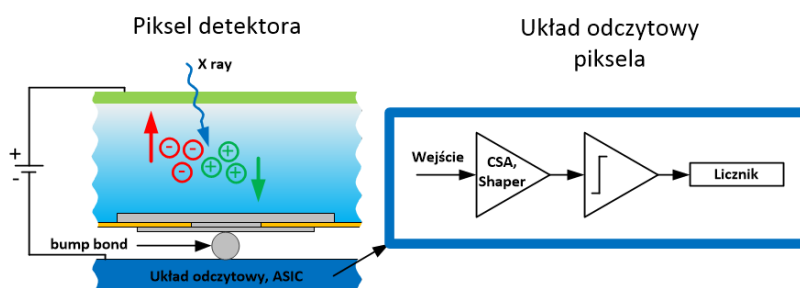 Piksel detektora
Układ odczytowy
piksela
X ray
+
-
- - -
+ + +
bump bond
Układ odczytowy, ASIC
Wejście
CSA,
Shaper
Licznik